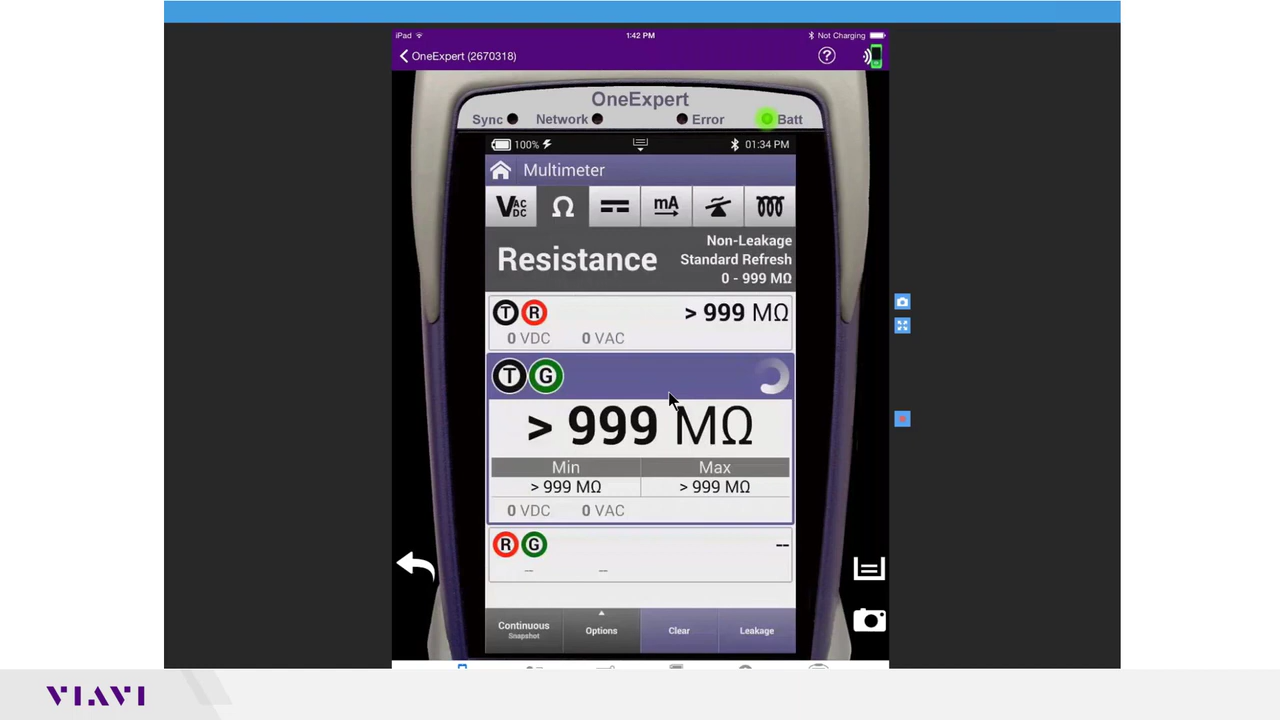 iPad 1:42 PM Not Charging
OneExpert (2670318) ?
OneExpert
Sync Network Error Batt
100% 01:34 PM
Multimeter
VAC DC Ω mA
Resistance
Non-Leakage
Standard Refresh
0 - 999 MΩ
T R > 999 MΩ
0 VDC 0 VAC
T G
> 999 MΩ
Min Max
> 999 MΩ > 999 MΩ
0 VDC 0 VAC
R G --
-- --
Continuous Options Clear Leakage
Snapshot
VIAVI